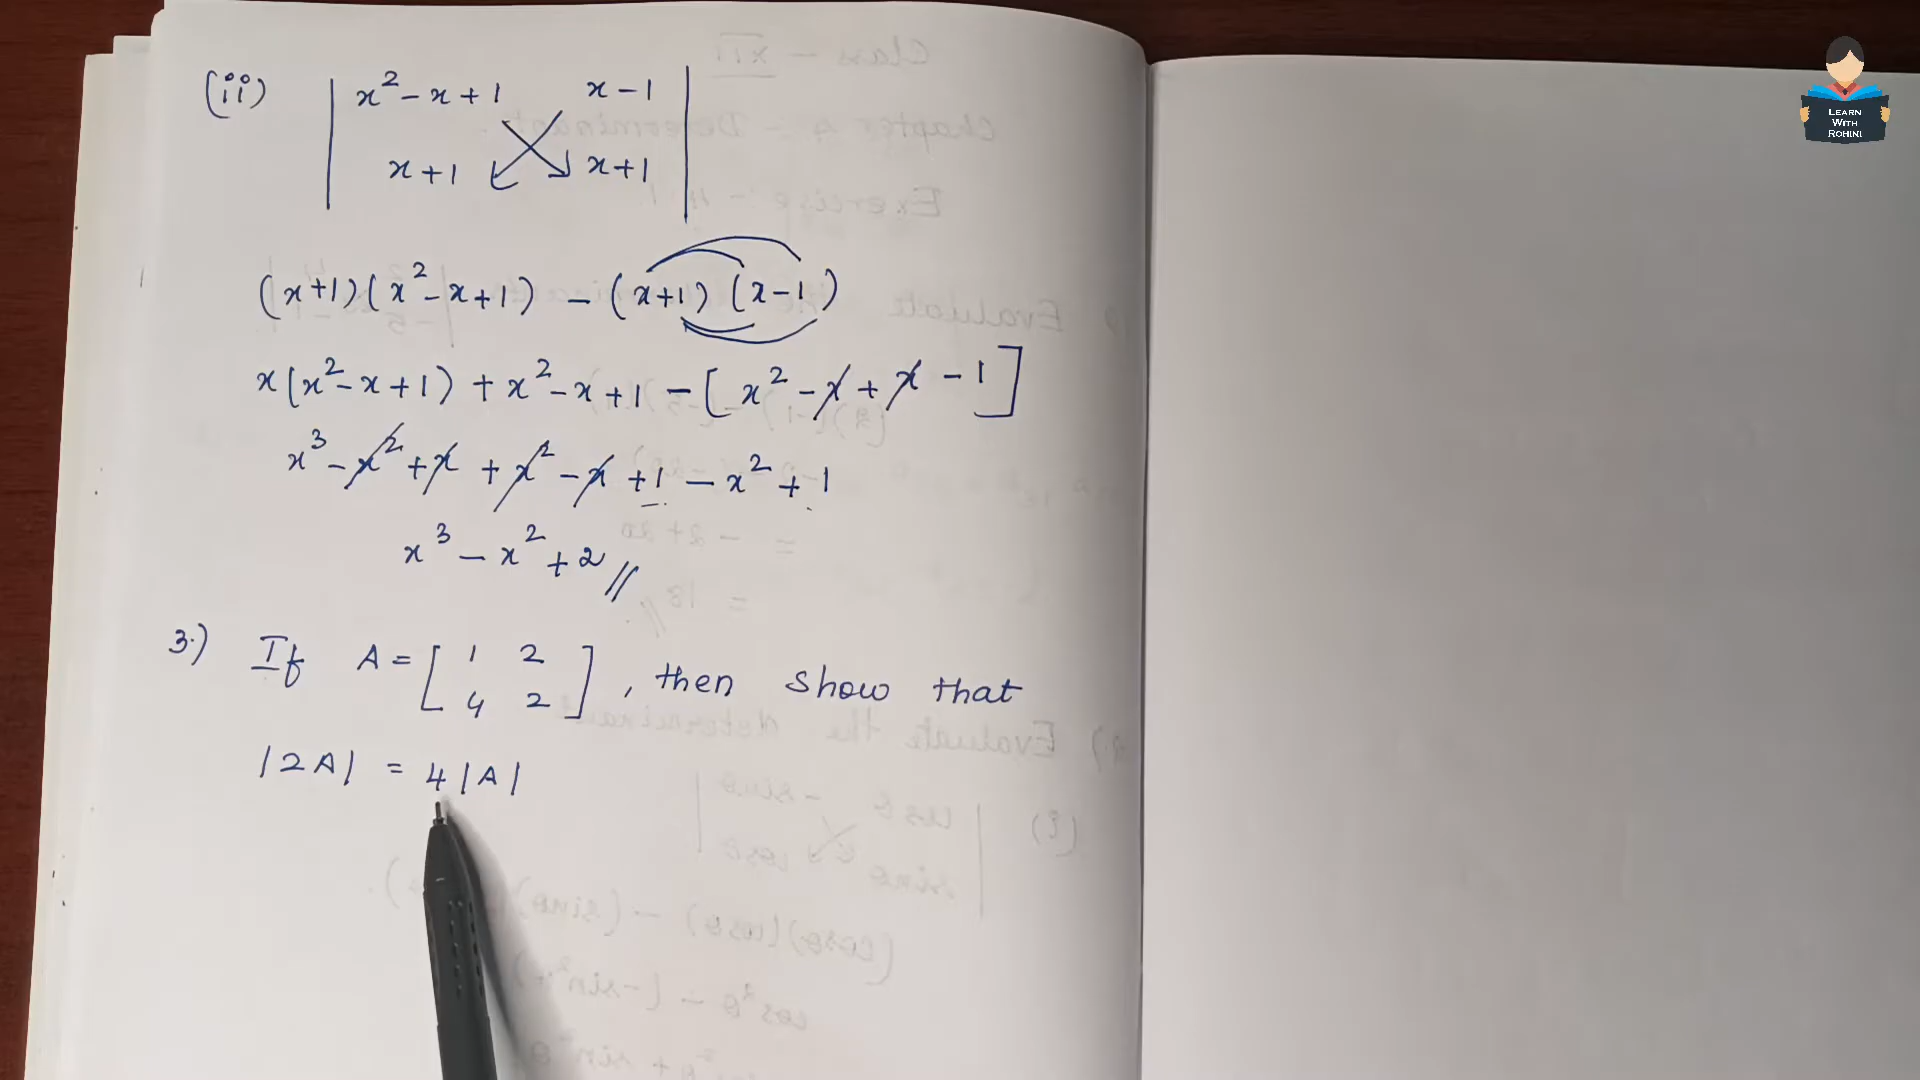 (ii) | x² - x + 1   x - 1 |
| x + 1   x + 1 |
(x+1)(x² - x + 1) - (x+1)(x-1)
x(x² - x + 1) + x² - x + 1 - [x² - x + x - 1]
x³ - x² + x + x² - x + 1 - x² + 1
x³ - x² + 2 //
3.) If A = [ 1 2
4 2 ], then show that
|2A| = 4|A|
LEARN
WITH
ROHINI